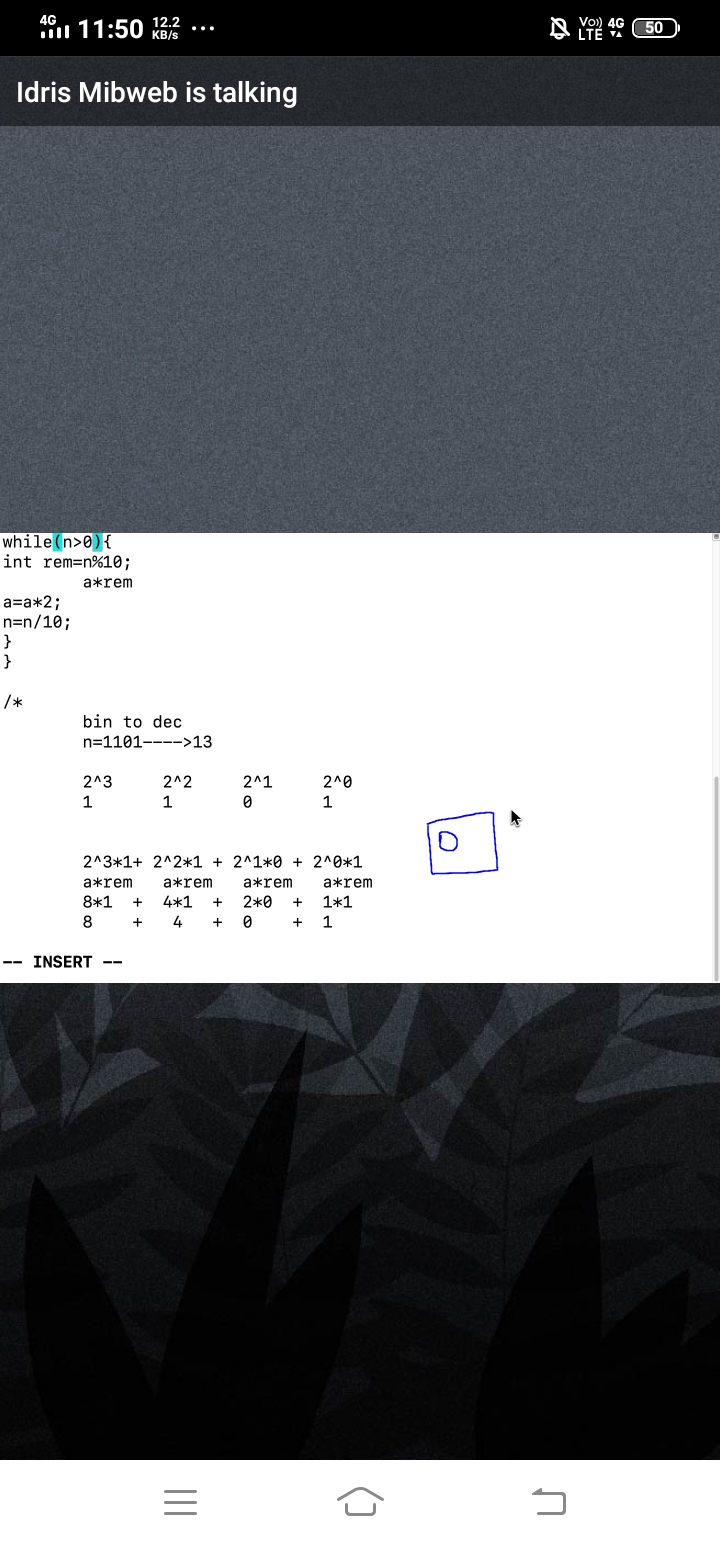 4G 11:50 12.2 KB/s ... Vo)) LTE 4G 50
Idris Mibweb is talking
while(n>0){
int rem=n%10;
a*rem
a=a*2;
n=n/10;
}
}
/*
bin to dec
n=1101---->13
2^3 2^2 2^1 2^0
1 1 0 1
2^3*1+ 2^2*1 + 2^1*0 + 2^0*1
a*rem a*rem a*rem a*rem
8*1 + 4*1 + 2*0 + 1*1
8 + 4 + 0 + 1
-- INSERT --